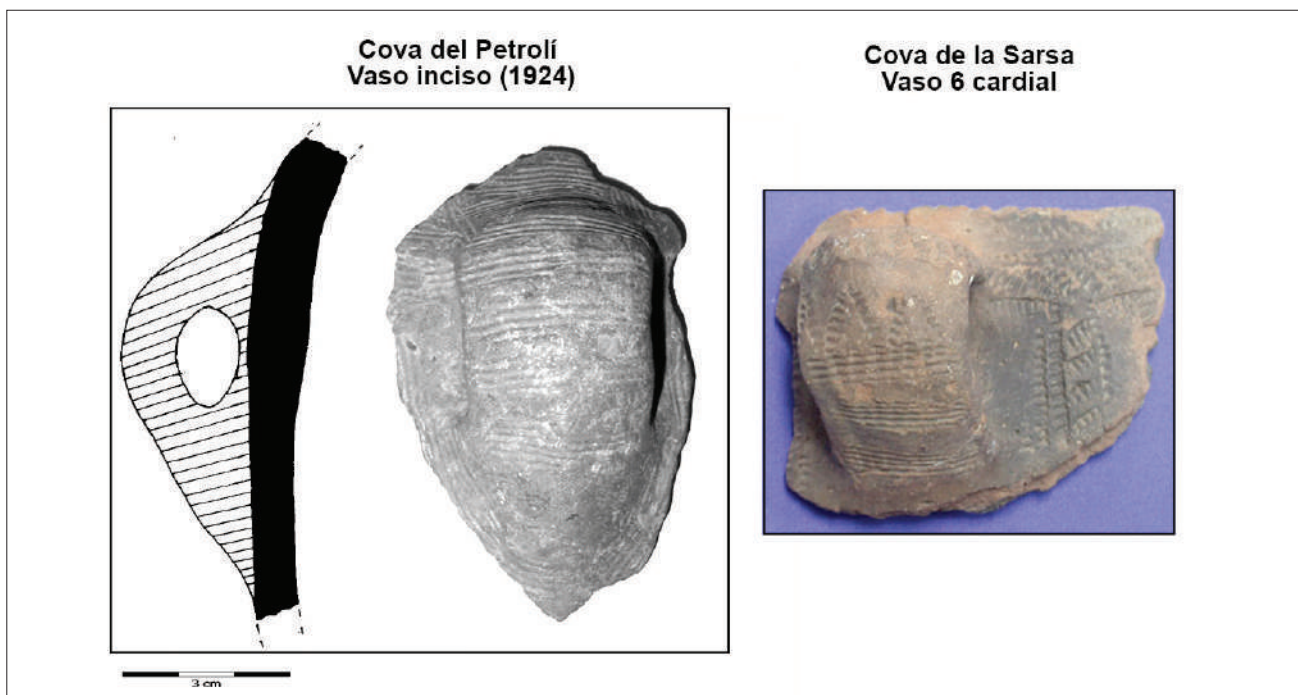 Cova del Petrolí
Vaso inciso (1924)
Cova de la Sarsa
Vaso 6 cardial
3 cm